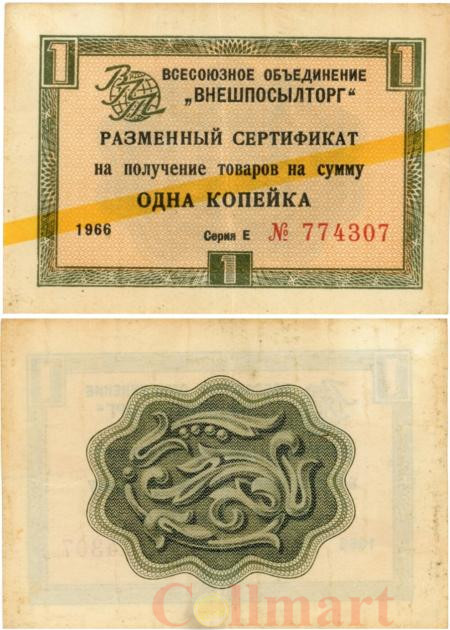 1 1
ВСЕСОЮЗНОЕ ОБЪЕДИНЕНИЕ
„ВНЕШПОСЫЛТОРГ“
РАЗМЕННЫЙ СЕРТИФИКАТ
на получение товаров на сумму
ОДНА КОПЕЙКА
1966 Серия Е № 774307
1
Collmart